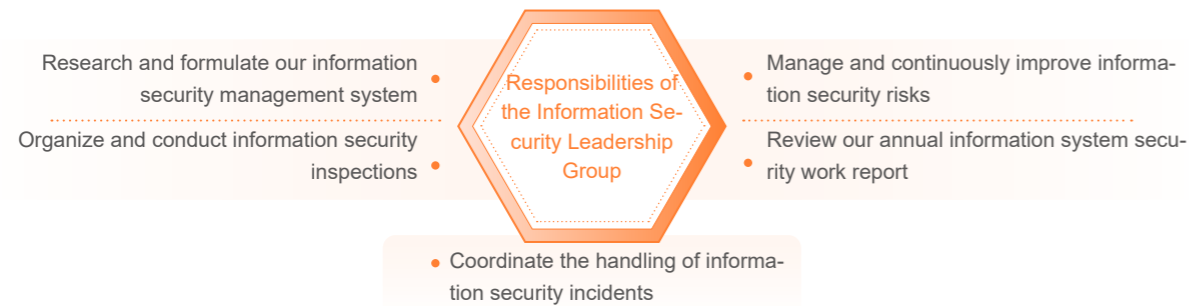 Research and formulate our information
security management system
Organize and conduct information security
inspections
Responsibilities of
the Information Se-
curity Leadership
Group
Manage and continuously improve informa-
tion security risks
Review our annual information system secu-
rity work report
Coordinate the handling of informa-
tion security incidents